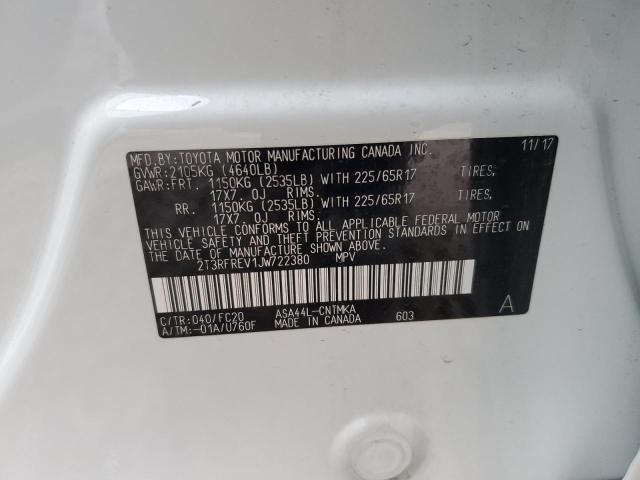 MFD.BY:TOYOTA MOTOR MANUFACTURING CANADA INC. 11/17
GVWR:2105KG (4640LB)
GAWR:FRT. 1150KG (2535LB) WITH 225/65R17 TIRES,
17X7.0J RIMS.
RR. 1150KG (2535LB) WITH 225/65R17 TIRES,
17X7.0J RIMS.
THIS VEHICLE CONFORMS TO ALL APPLICABLE FEDERAL MOTOR
VEHICLE SAFETY AND THEFT PREVENTION STANDARDS IN EFFECT ON
THE DATE OF MANUFACTURE SHOWN ABOVE.
2T3RFREV1JW722380 MPV
C/TR:040/FC20 ASA44L-CNTMKA A
A/TM:-01A/U760F MADE IN CANADA 603